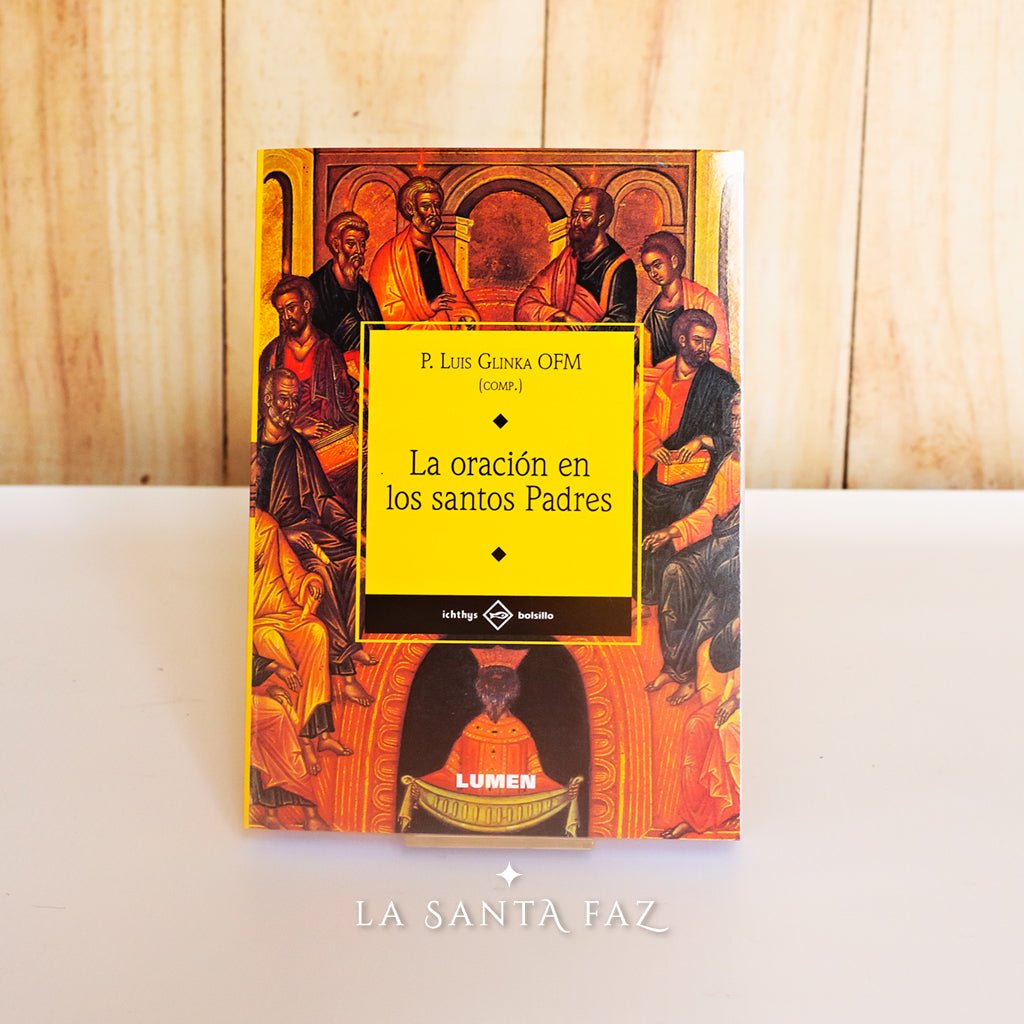 P. Luis Glinka OFM
(comp.)
La oración en
los santos Padres
ichthys bolsillo
LUMEN
LA SANTA FAZ